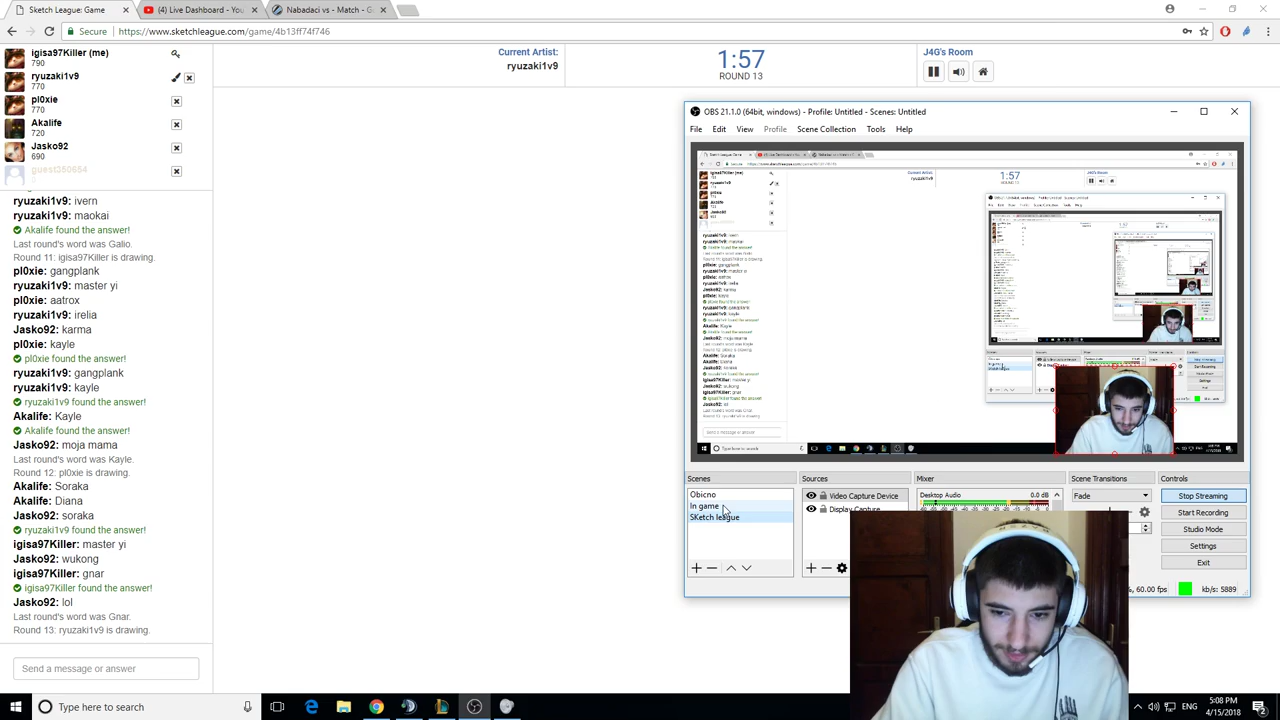 Sketch League: Game
(4) Live Dashboard - You
Nabadaci vs - Match - G
Secure
https://www.sketchleague.com/game/4b13ff74f746
igisa97Killer (me)
790
ryuzaki1v9
770
pl0xie
770
Akalife
720
Jasko92
690
ryuzaki1v9: ivern
ryuzaki1v9: maokai
Akalife found the answer!
Last round's word was Galio.
Round 11: igisa97Killer is drawing.
pl0xie: gangplank
ryuzaki1v9: master yi
pl0xie: aatrox
ryuzaki1v9: irelia
Jasko92: karma
pl0xie: kayle
pl0xie found the answer!
ryuzaki1v9: gangplank
ryuzaki1v9: kayle
ryuzaki1v9 found the answer!
Akalife: Kayle
Akalife found the answer!
Jasko92: moja mama
Last round's word was Kayle.
Round 12: pl0xie is drawing.
Akalife: Soraka
Akalife: Diana
Jasko92: soraka
ryuzaki1v9 found the answer!
igisa97Killer: master yi
Jasko92: wukong
igisa97Killer: gnar
igisa97Killer found the answer!
Jasko92: lol
Last round's word was Gnar.
Round 13: ryuzaki1v9 is drawing.
Send a message or answer
Current Artist:
ryuzaki1v9
1:57
ROUND 13
J4G's Room
OBS 21.1.0 (64bit, windows) - Profile: Untitled - Scenes: Untitled
File Edit View Profile Scene Collection Tools Help
Scenes
Obicno
In game
SKetch league
Sources
Video Capture Device
Display Capture
Mixer
Desktop Audio
0.0 dB
Scene Transitions
Fade
Controls
Stop Streaming
Start Recording
Studio Mode
Settings
Exit
%, 60.00 fps
kb/s: 5889
Type here to search
ENG
5:08 PM
4/15/2018